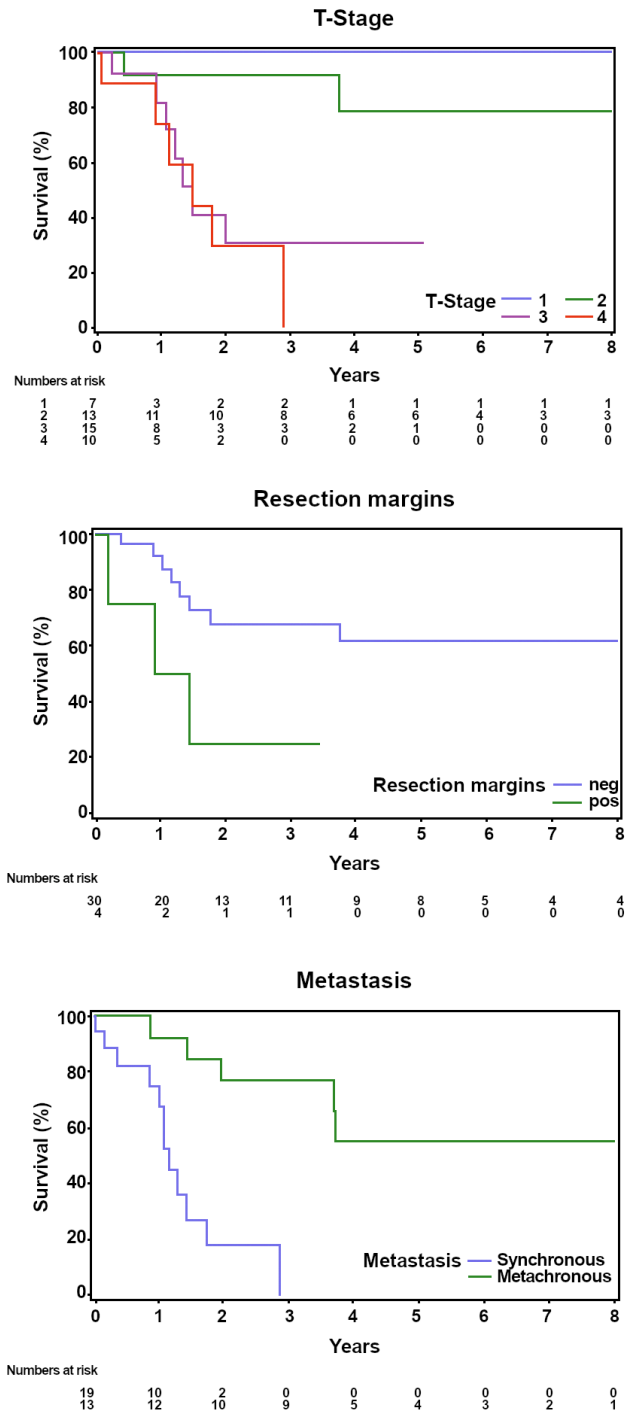 T-Stage
100
80
60
40
20
0
Survival (%)
T-Stage 1 2
3 4
0 1 2 3 4 5 6 7 8
Years
Numbers at risk
1 7 3 2 2 1 1 1 1 1
2 13 11 10 8 6 6 4 3 3
3 15 8 3 3 2 1 0 0 0
4 10 5 2 0 0 0 0 0 0
Resection margins
100
80
60
40
20
0
Survival (%)
Resection margins neg
pos
0 1 2 3 4 5 6 7 8
Years
Numbers at risk
30 20 13 11 9 8 5 4 4
4 2 1 1 0 0 0 0 0
Metastasis
100
80
60
40
20
0
Survival (%)
Metastasis Synchronous
Metachronous
0 1 2 3 4 5 6 7 8
Years
Numbers at risk
19 10 2 0 0 0 0 0 0
13 12 10 9 5 4 3 2 1